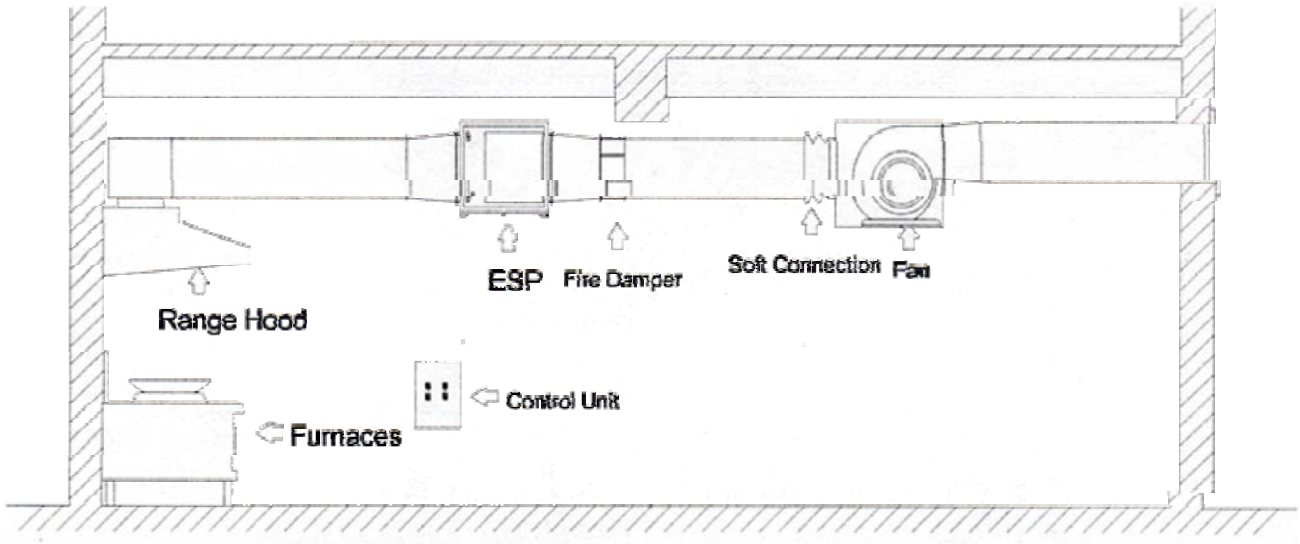 ESP
Fire Damper
Soft Connection
Fan
Range Hood
Control Unit
Furnaces